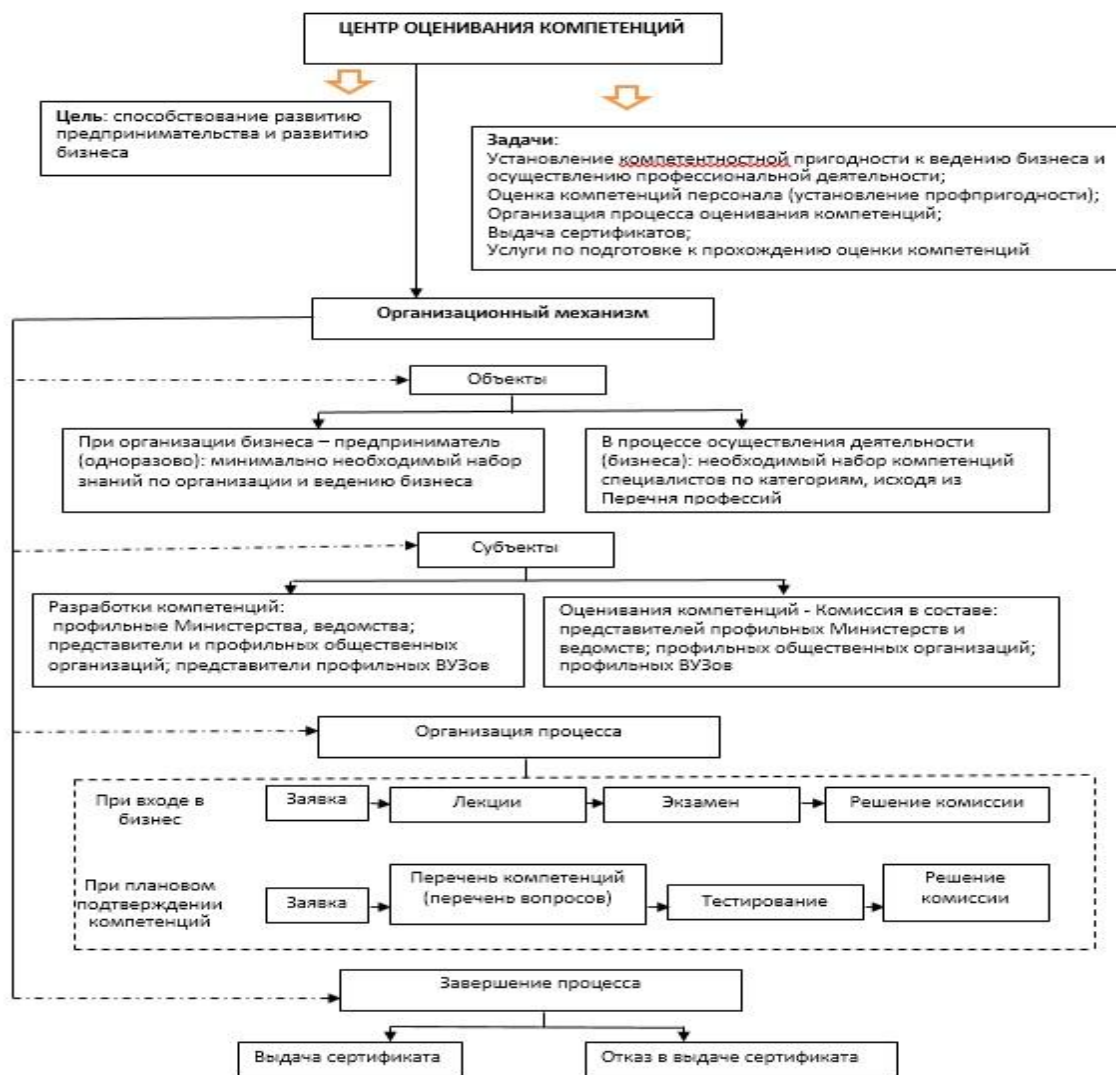 ЦЕНТР ОЦЕНИВАНИЯ КОМПЕТЕНЦИЙ
Цель: способствование развитию
предпринимательства и развитию
бизнеса
Задачи:
Установление компетентностной пригодности к ведению бизнеса и
осуществлению профессиональной деятельности;
Оценка компетенций персонала (установление профпригодности);
Организация процесса оценивания компетенций;
Выдача сертификатов;
Услуги по подготовке к прохождению оценки компетенций
Организационный механизм
Объекты
При организации бизнеса – предприниматель
(одноразово): минимально необходимый набор
знаний по организации и ведению бизнеса
В процессе осуществления деятельности
(бизнеса): необходимый набор компетенций
специалистов по категориям, исходя из
Перечня профессий
Субъекты
Разработки компетенций:
профильные Министерства, ведомства;
представители и профильных общественных
организаций; представители профильных ВУЗов
Оценивания компетенций - Комиссия в составе:
представителей профильных Министерств и
ведомств; профильных общественных организаций;
профильных ВУЗов
Организация процесса
При входе в
бизнес
Заявка
Лекции
Экзамен
Решение комиссии
При плановом
подтверждении
компетенций
Заявка
Перечень компетенций
(перечень вопросов)
Тестирование
Решение
комиссии
Завершение процесса
Выдача сертификата
Отказ в выдаче сертификата